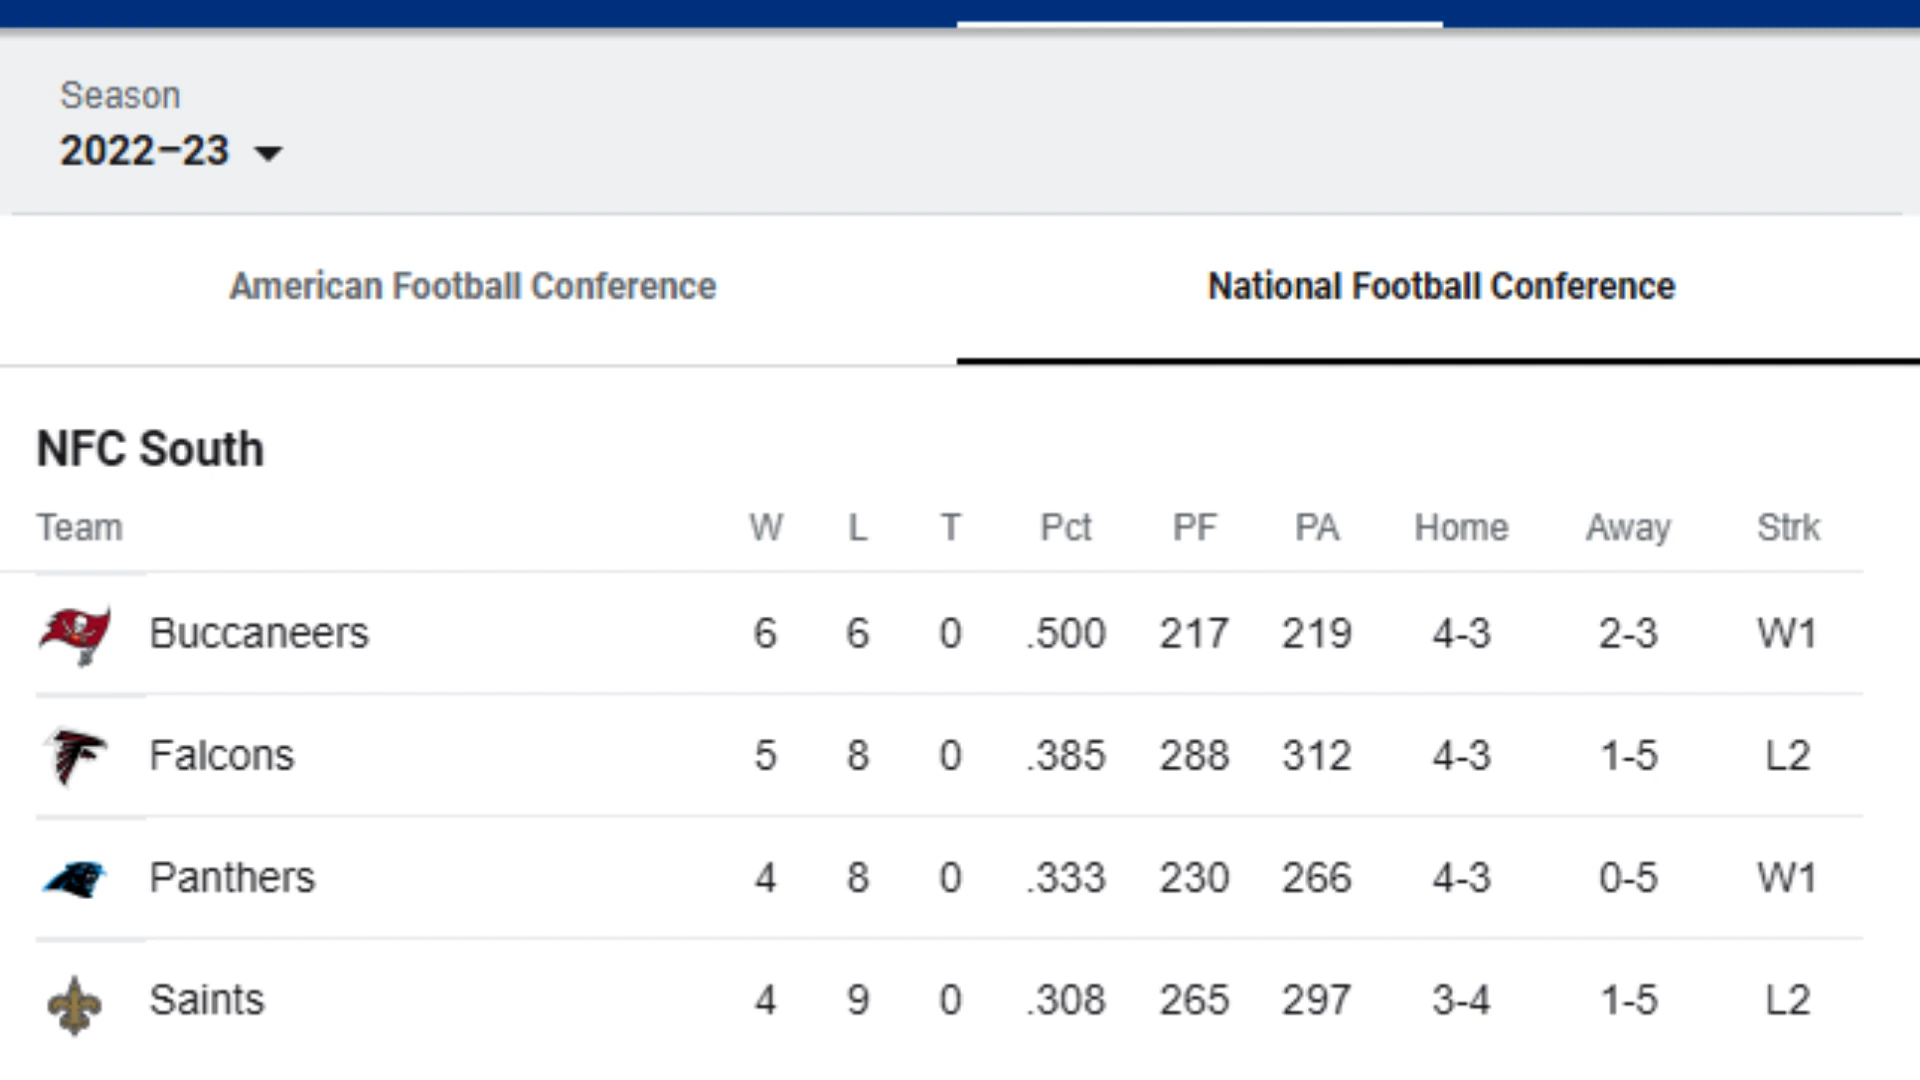 Season
2022–23
American Football Conference National Football Conference
NFC South
Team W L T Pct PF PA Home Away Strk
Buccaneers 6 6 0 .500 217 219 4-3 2-3 W1
Falcons 5 8 0 .385 288 312 4-3 1-5 L2
Panthers 4 8 0 .333 230 266 4-3 0-5 W1
Saints 4 9 0 .308 265 297 3-4 1-5 L2